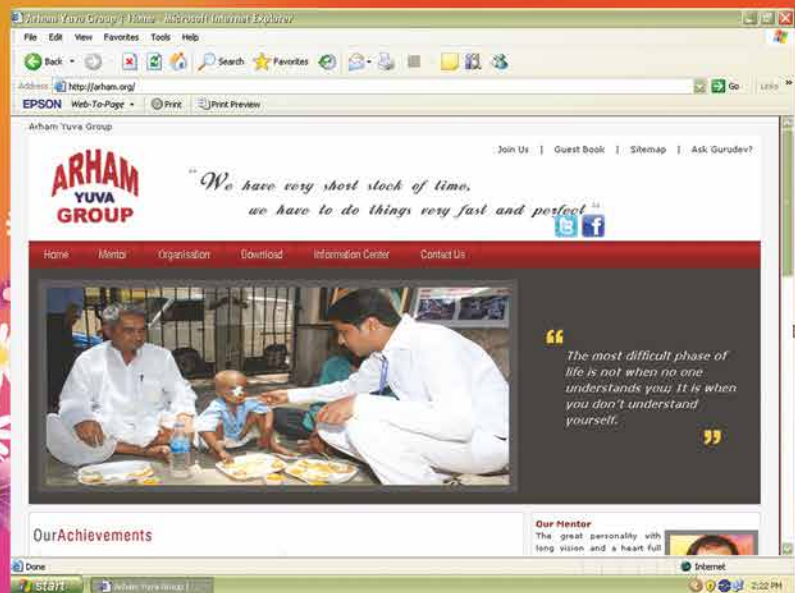 Arham Yuva Group | Home - Microsoft Internet Explorer
File Edit View Favorites Tools Help
Back Search Favorites
Address http://arham.org/ Go Links »
EPSON Web-To-Page Print Print Preview
Arham Yuva Group
Join Us | Guest Book | Sitemap | Ask Gurudev?
ARHAM
YUVA
GROUP
“We have very short stock of time,
we have to do things very fast and perfect”
Home Mentor Organisation Download Information Center Contact Us
“
The most difficult phase of
life is not when no one
understands you; It is when
you don't understand
yourself.
”
OurAchievements
Our Mentor
The great personality with
long vision and a heart full
Done Internet
start Arham Yuva Group | ... 2:22 PM